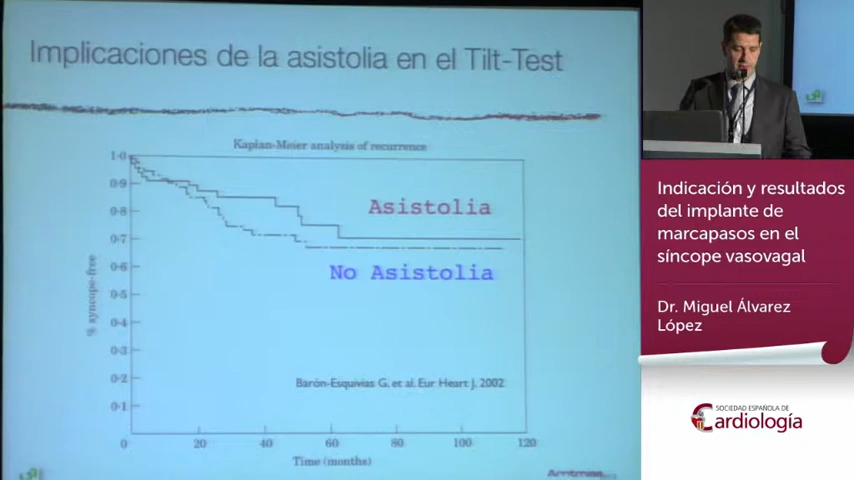 Implicaciones de la asistolia en el Tilt-Test
Kaplan-Meier analysis of recurrence
1·0
0·9
0·8
0·7
0·6
0·5
0·4
0·3
0·2
0·1
0
% syncope-free
Asistolia
No Asistolia
Barón-Esquivias G. et al. Eur Heart J. 2002
20
40
60
80
100
120
Time (months)
Indicación y resultados
del implante de
marcapasos en el
síncope vasovagal
Dr. Miguel Álvarez
López
SOCIEDAD ESPAÑOLA DE
Cardiología